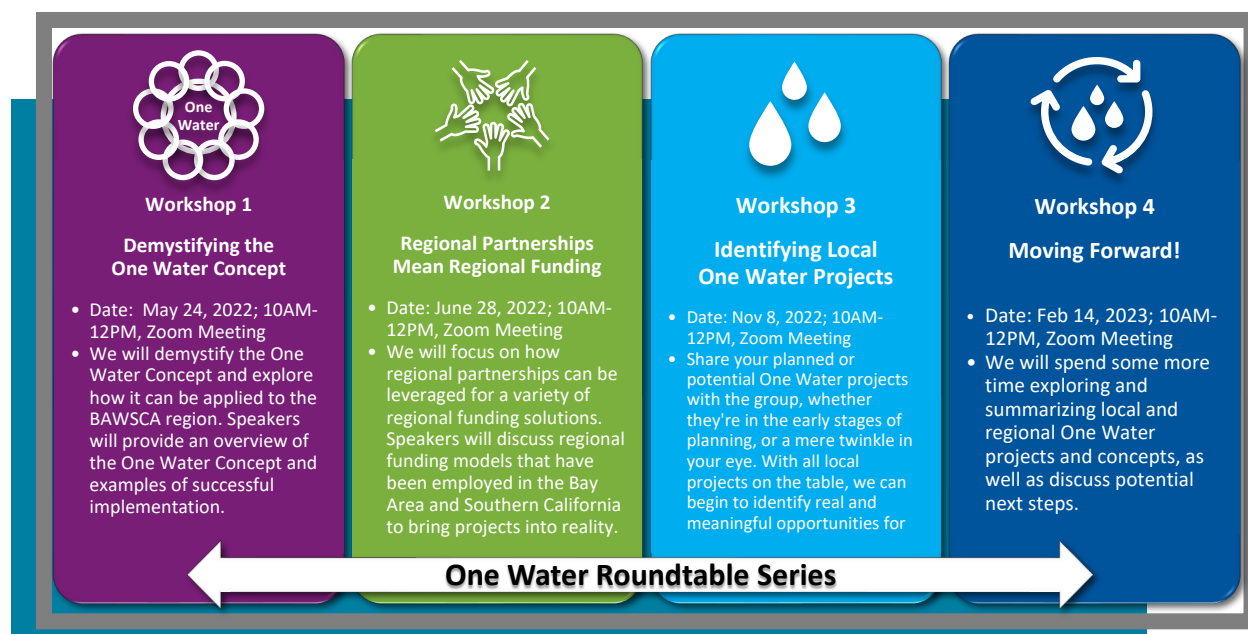 One
Water
Workshop 1
Demystifying the
One Water Concept
• Date:  May 24, 2022; 10AM-
12PM, Zoom Meeting
• We will demystify the One
Water Concept and explore
how it can be applied to the
BAWSCA region. Speakers
will provide an overview of
the One Water Concept and
examples of successful
implementation.
Workshop 2
Regional Partnerships
Mean Regional Funding
• Date: June 28, 2022; 10AM-
12PM, Zoom Meeting
• We will focus on how
regional partnerships can be
leveraged for a variety of
regional funding solutions.
Speakers will discuss regional
funding models that have
been employed in the Bay
Area and Southern California
to bring projects into reality.
Workshop 3
Identifying Local
One Water Projects
• Date: Nov 8, 2022; 10AM-
12PM, Zoom Meeting
• Share your planned or
potential One Water projects
with the group, whether
they're in the early stages of
planning, or a mere twinkle in
your eye. With all local
projects on the table, we can
begin to identify real and
meaningful opportunities for
Workshop 4
Moving Forward!
• Date: Feb 14, 2023; 10AM-
12PM, Zoom Meeting
• We will spend some more
time exploring and
summarizing local and
regional One Water
projects and concepts, as
well as discuss potential
next steps.
One Water Roundtable Series